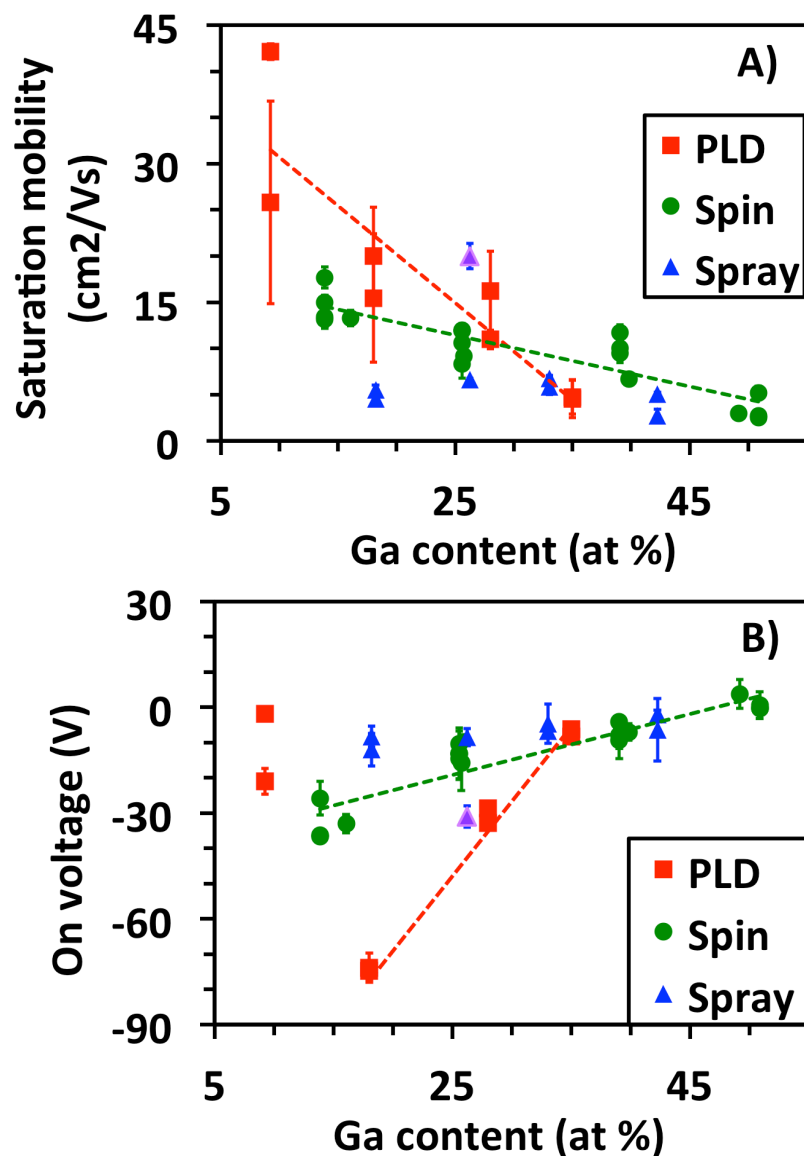 A)
45
30
15
0
Saturation mobility
(cm2/Vs)
PLD
Spin
Spray
5
25
45
Ga content (at %)
B)
30
0
-30
-60
-90
On voltage (V)
PLD
Spin
Spray
5
25
45
Ga content (at %)